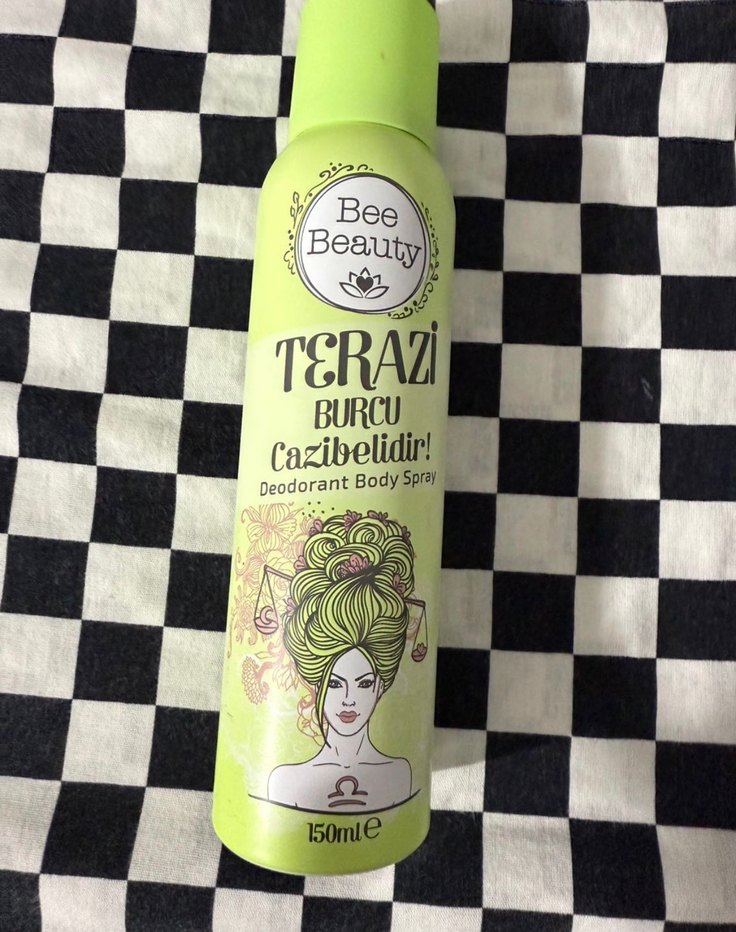 Bee
Beauty
TERAZİ
BURCU
Cazibelidir!
Deodorant Body Spray
150ml e